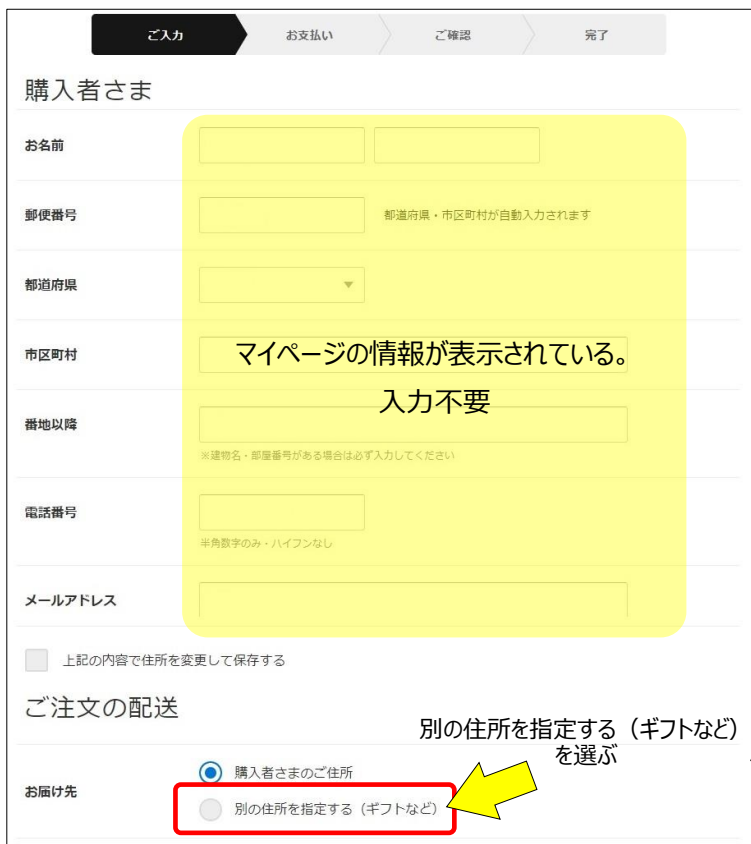 ご入力 お支払い ご確認 完了
購入者さま
お名前
郵便番号 都道府県・市区町村が自動入力されます
都道府県
市区町村 マイページの情報が表示されている。
入力不要
番地以降
※建物名・部屋番号がある場合は必ず入力してください
電話番号
半角数字のみ・ハイフンなし
メールアドレス
上記の内容で住所を変更して保存する
ご注文の配送
別の住所を指定する（ギフトなど）
を選ぶ
お届け先
購入者さまのご住所
別の住所を指定する（ギフトなど）